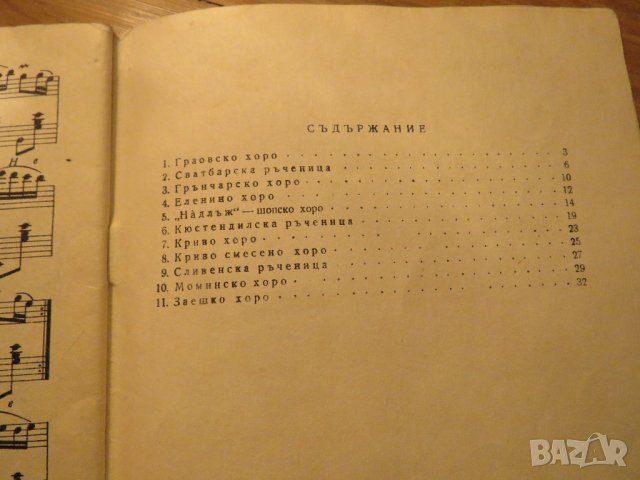 СЪДЪРЖАНИЕ
1. Граовско хоро 3
2. Сватбарска ръченица 6
3. Грънчарско хоро 10
4. Еленино хоро 12
5. „Надлъж“ — шопско хоро 14
6. Кюстендилска ръченица 19
7. Криво хоро 23
8. Криво смесено хоро 25
9. Сливенска ръченица 27
10. Моминско хоро 29
11. Заешко хоро 32
BAZAR